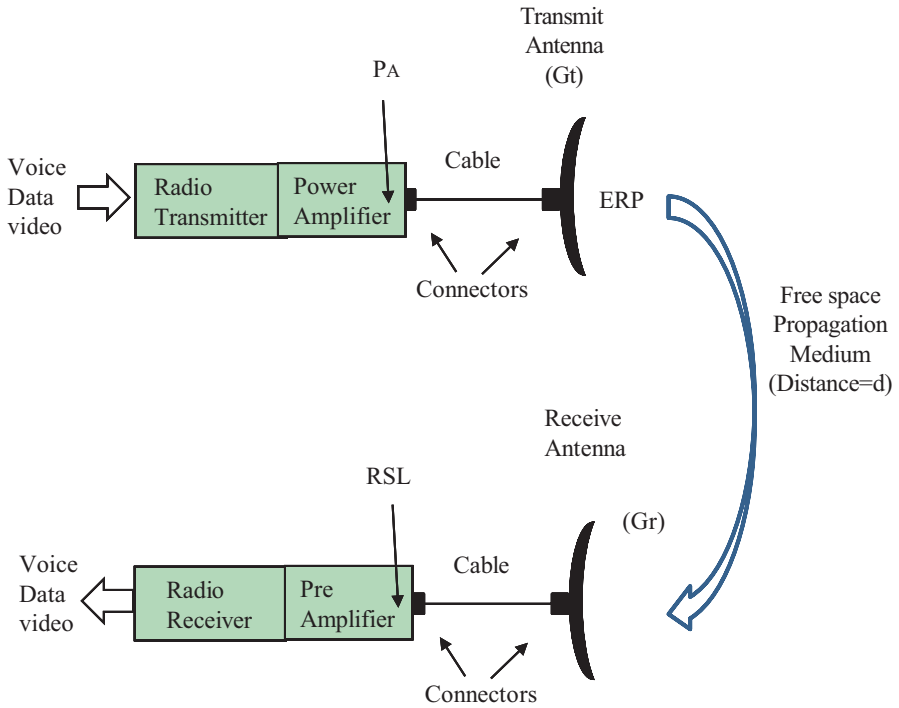 Transmit
Antenna
(Gt)
PA
Voice
Data
video
Radio
Transmitter
Power
Amplifier
Cable
ERP
Connectors
Free space
Propagation
Medium
(Distance=d)
Receive
Antenna
RSL
(Gr)
Voice
Data
video
Radio
Receiver
Pre
Amplifier
Cable
Connectors